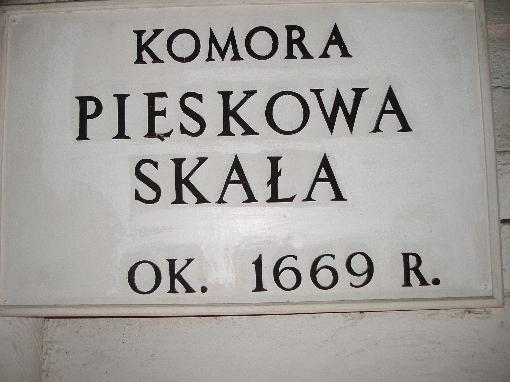 KOMORA
PIĘSKOWA
SKAŁA
OK. 1669 R.